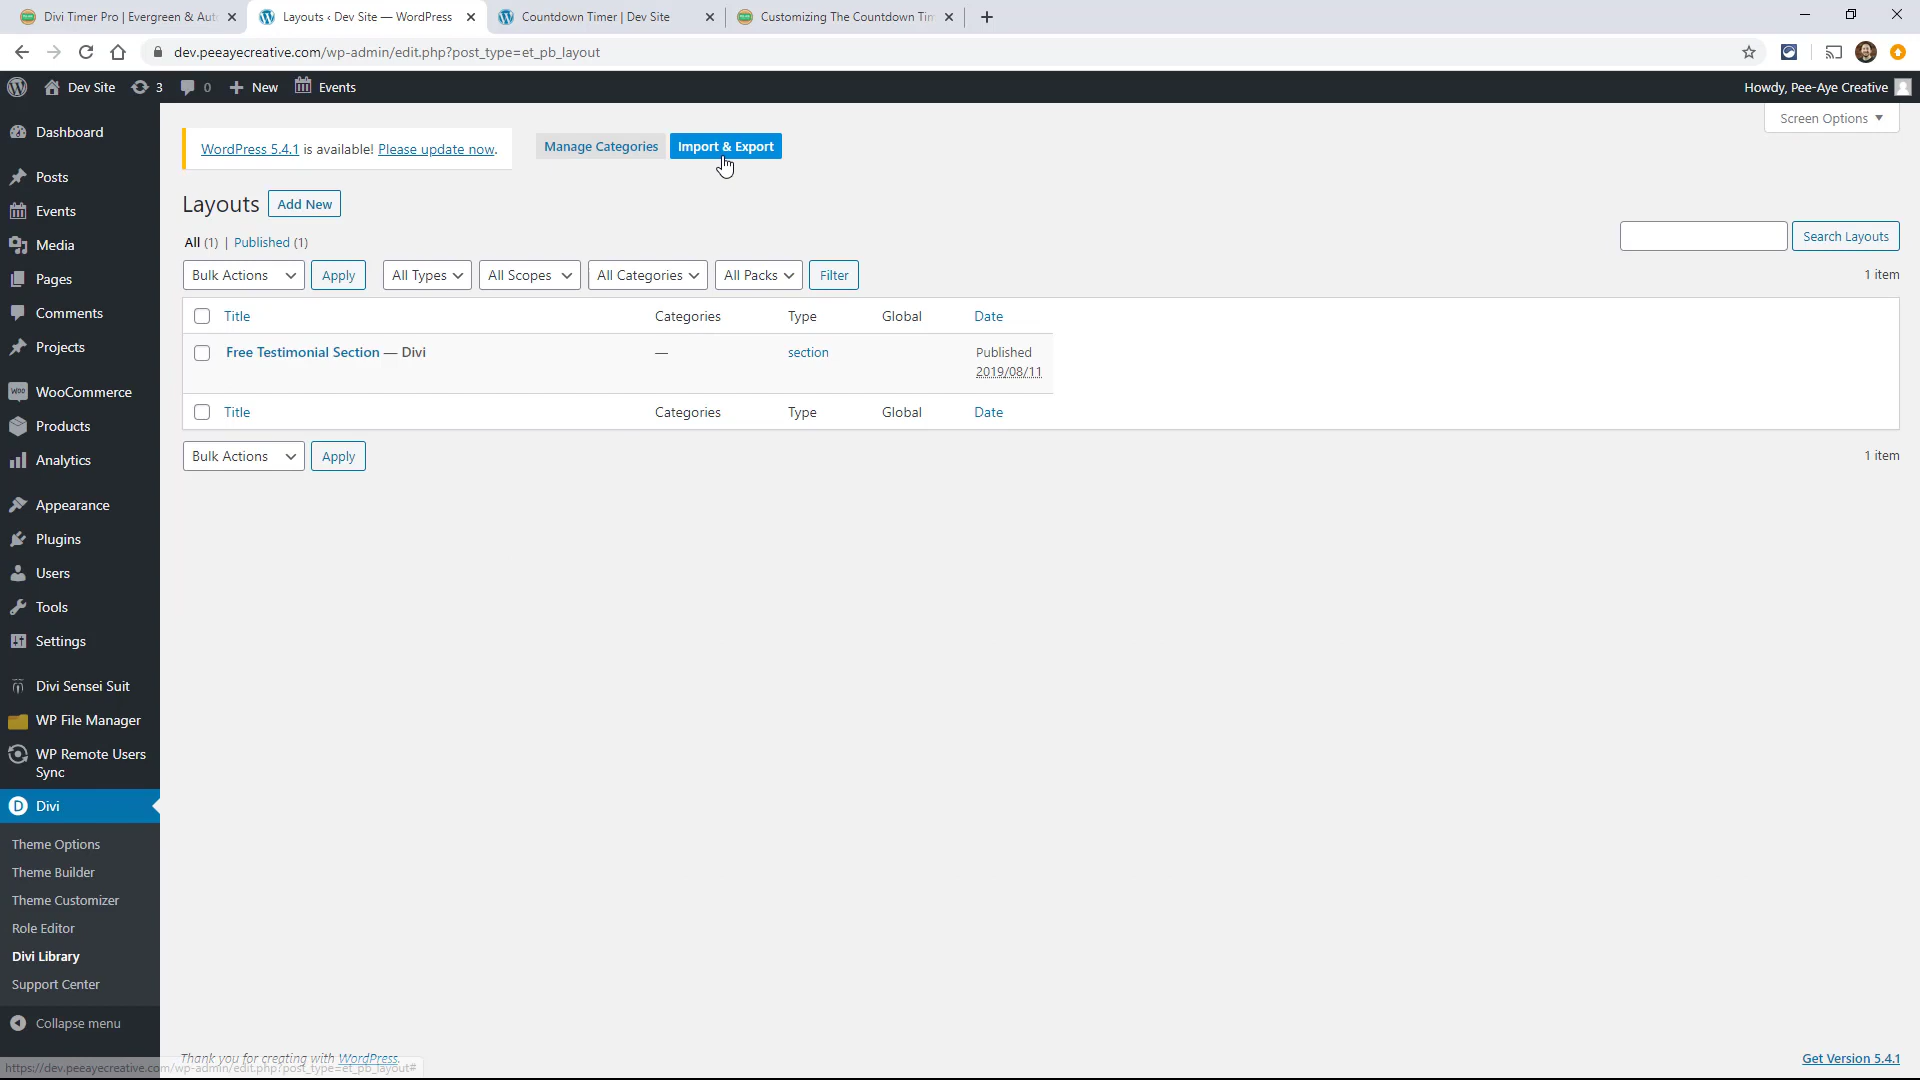 Divi Timer Pro | Evergreen & Aut
Layouts ‹ Dev Site — WordPress
Countdown Timer | Dev Site
Customizing The Countdown Tim
dev.peeayecreative.com/wp-admin/edit.php?post_type=et_pb_layout
Dev Site
3
0
New
Events
Howdy, Pee-Aye Creative
Screen Options
WordPress 5.4.1 is available! Please update now.
Manage Categories
Import & Export
Layouts
Add New
All (1) | Published (1)
Search Layouts
Bulk Actions
Apply
All Types
All Scopes
All Categories
All Packs
Filter
1 item
Title
Categories
Type
Global
Date
Free Testimonial Section — Divi
—
section
Published
2019/08/11
Title
Categories
Type
Global
Date
Bulk Actions
Apply
1 item
Dashboard
Posts
Events
Media
Pages
Comments
Projects
Woo
WooCommerce
Products
Analytics
Appearance
Plugins
Users
Tools
Settings
Divi Sensei Suit
WP File Manager
WP Remote Users
Sync
D
Divi
Theme Options
Theme Builder
Theme Customizer
Role Editor
Divi Library
Support Center
Collapse menu
Thank you for creating with WordPress.
Get Version 5.4.1
https://dev.peeayecreative.com/wp-admin/edit.php?post_type=et_pb_layout#